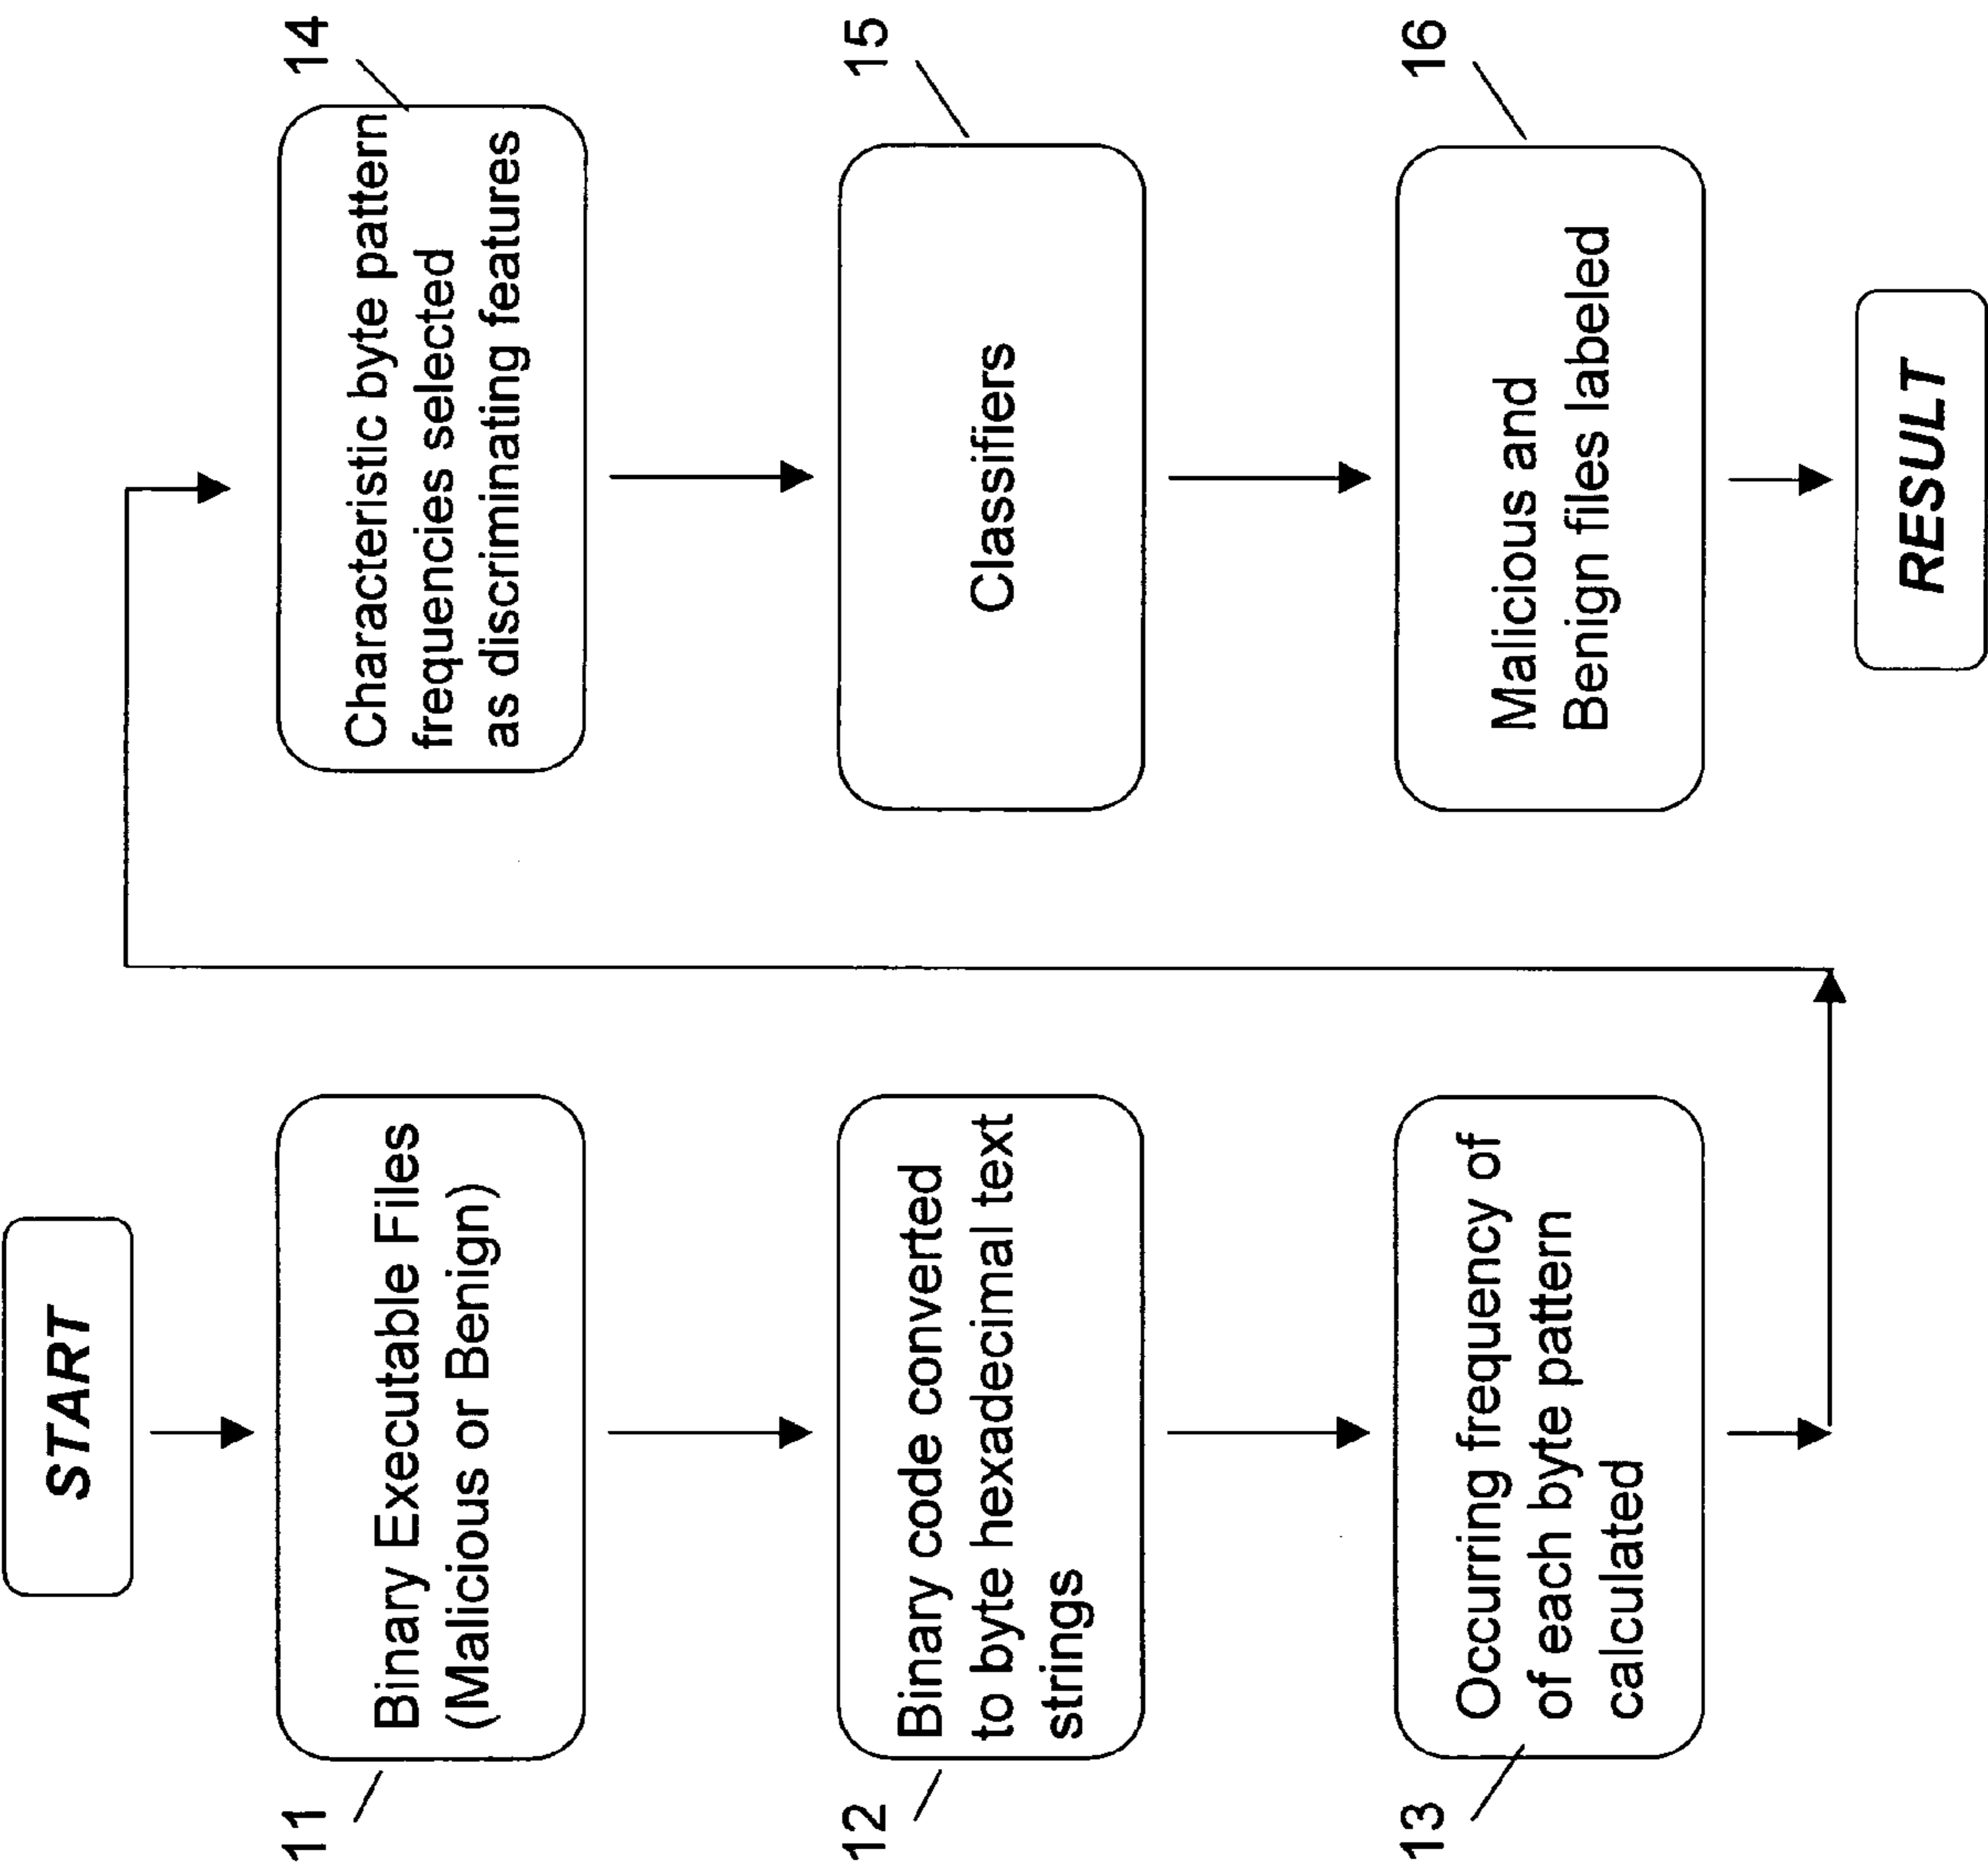 START
11
Binary Executable Files
(Malicious or Benign)
12
Binary code converted
to byte hexadecimal text
strings
13
Occurring frequency of
of each byte pattern
calculated
14
Characteristic byte pattern
frequencies selected
as discriminating features
15
Classifiers
16
Malicious and
Benign files labeled
RESULT